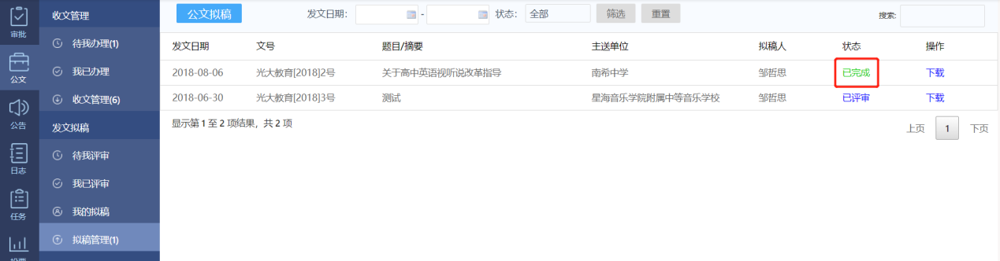 审批
公文
公告
日志
任务
收文管理
待我办理(1)
我已办理
收文管理(6)
发文拟稿
待我评审
我已评审
我的拟稿
拟稿管理(1)
公文拟稿 发文日期: - 状态: 全部 筛选 重置 搜索:
发文日期 文号 题目/摘要 主送单位 拟稿人 状态 操作
2018-08-06 光大教育[2018]2号 关于高中英语视听说改革指导 南希中学 邹哲思 已完成 下载
2018-06-30 光大教育[2018]3号 测试 星海音乐学院附属中等音乐学校 邹哲思 已评审 下载
显示第 1 至 2 项结果，共 2 项
上页 1 下页